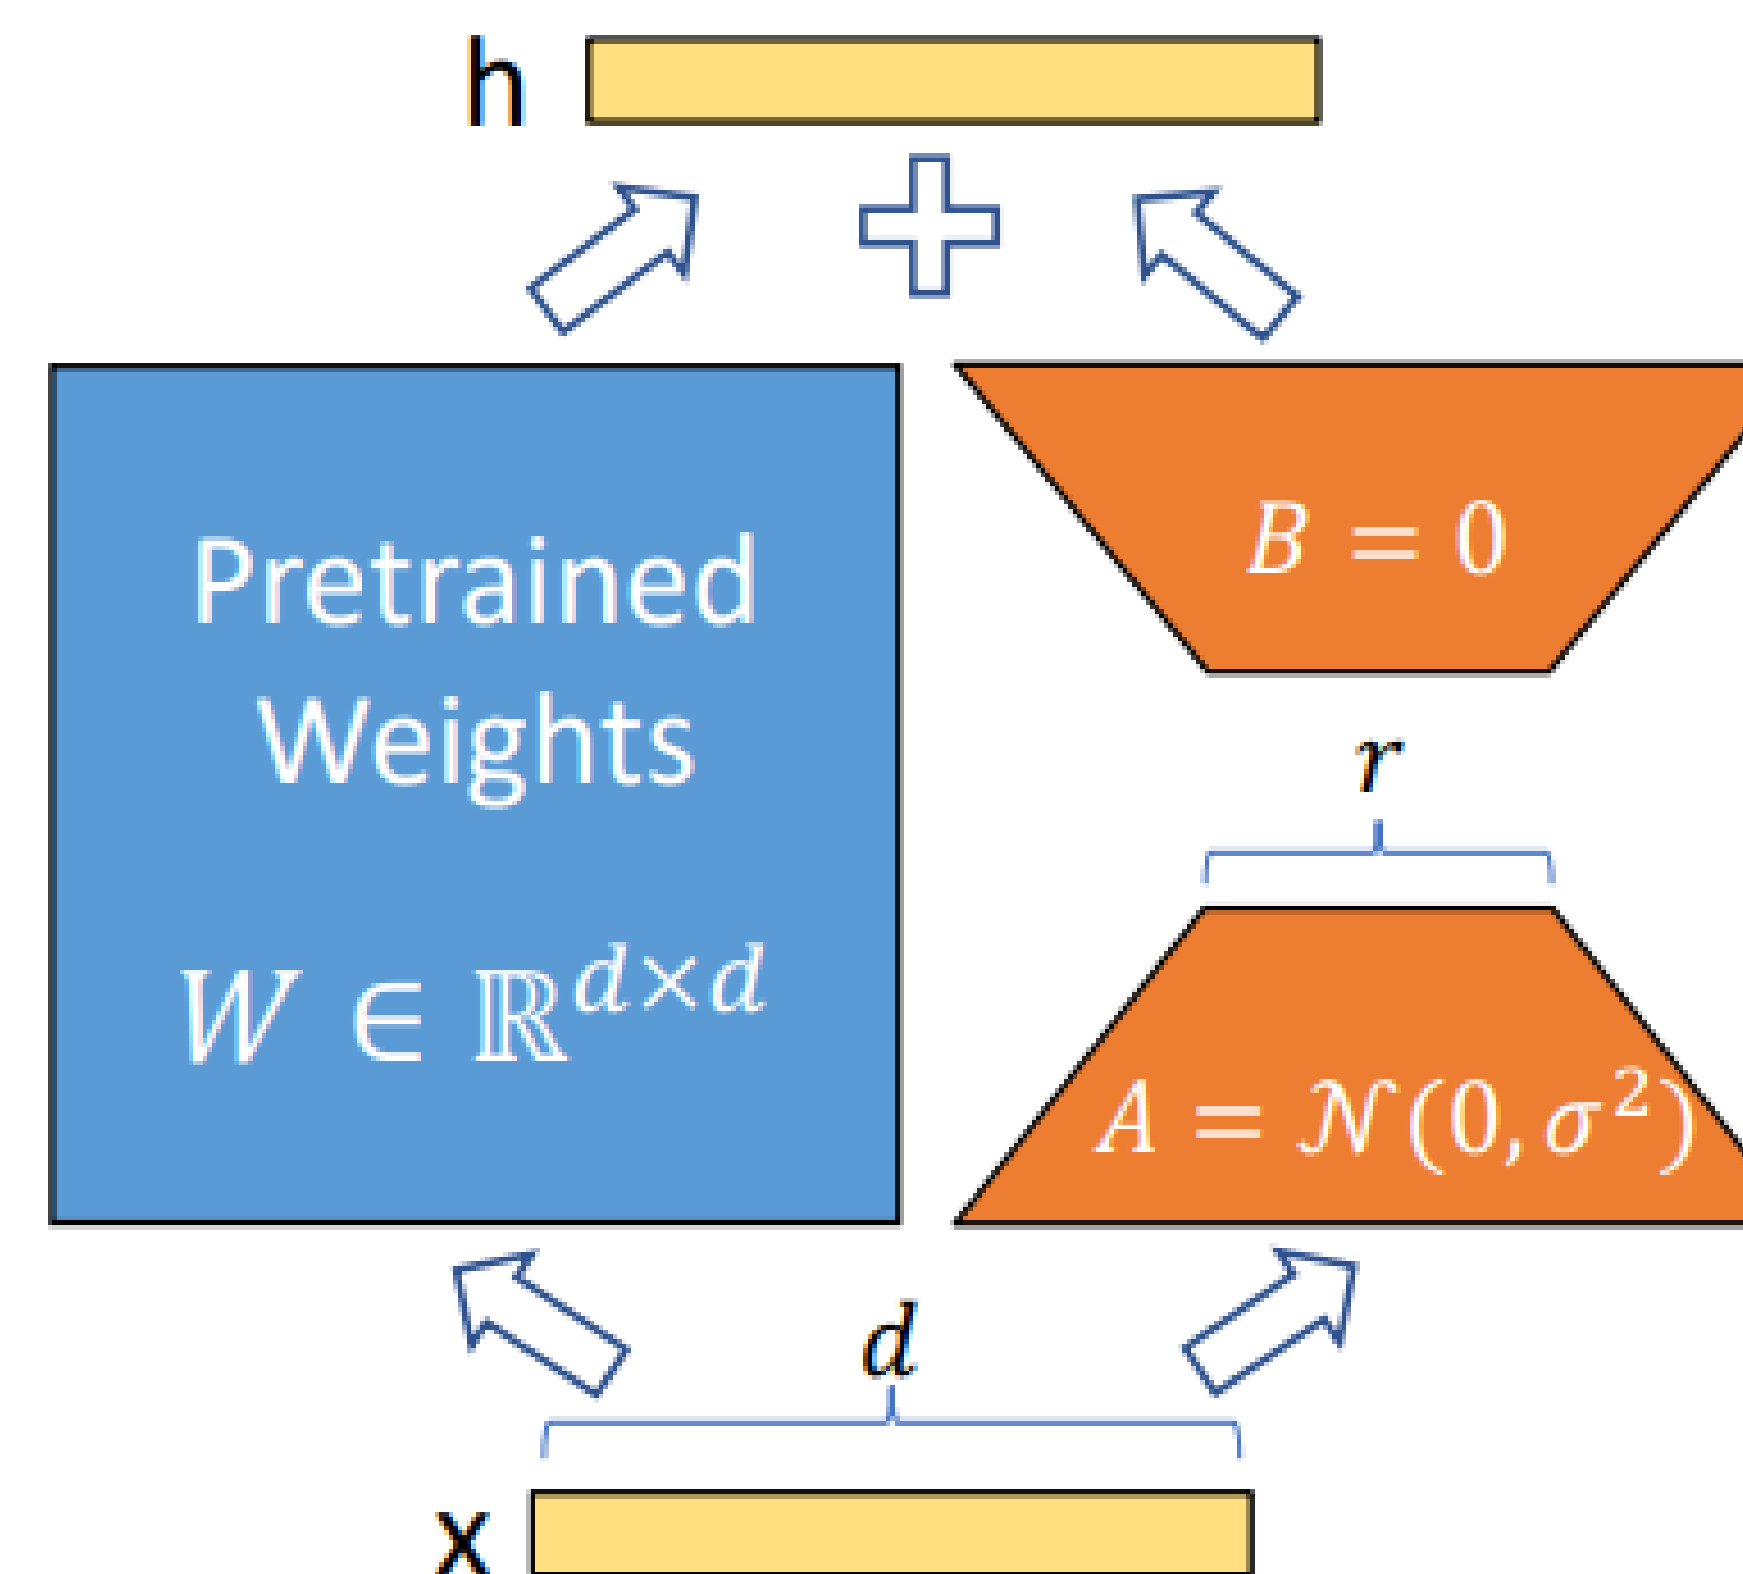 h
Pretrained
Weights
W ∈ ℝ^{d×d}
B = 0
r
A = 𝒩(0, σ²)
d
x